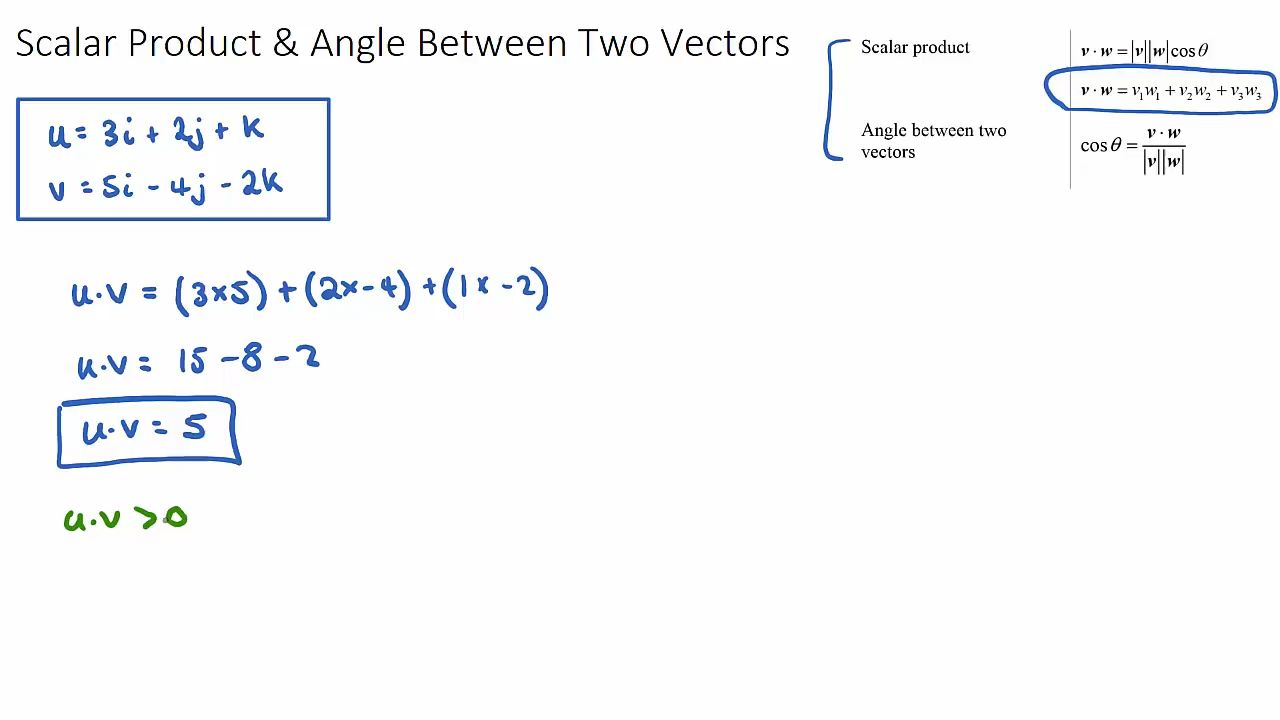 Scalar Product & Angle Between Two Vectors
Scalar product
v · w = |v||w| cos θ
v · w = v₁w₁ + v₂w₂ + v₃w₃
Angle between two
vectors
cos θ = v · w / |v||w|
u = 3i + 2j + k
v = 5i - 4j - 2k
u·v = (3×5) + (2×-4) + (1× -2)
u·v = 15 - 8 - 2
u·v = 5
u·v > 0